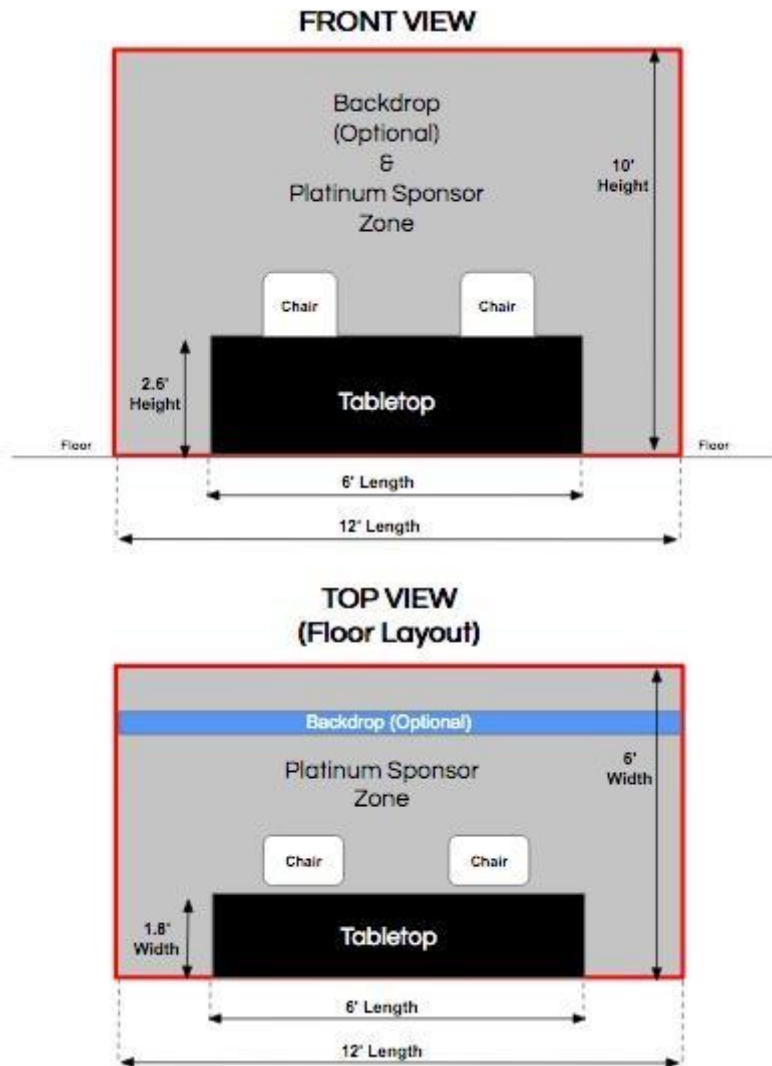 FRONT VIEW
Backdrop
(Optional)
&
Platinum Sponsor
Zone
10'
Height
Chair
Chair
2.6'
Height
Tabletop
Floor
Floor
6' Length
12' Length
TOP VIEW
(Floor Layout)
Backdrop (Optional)
Platinum Sponsor
Zone
6'
Width
Chair
Chair
1.8'
Width
Tabletop
6' Length
12' Length